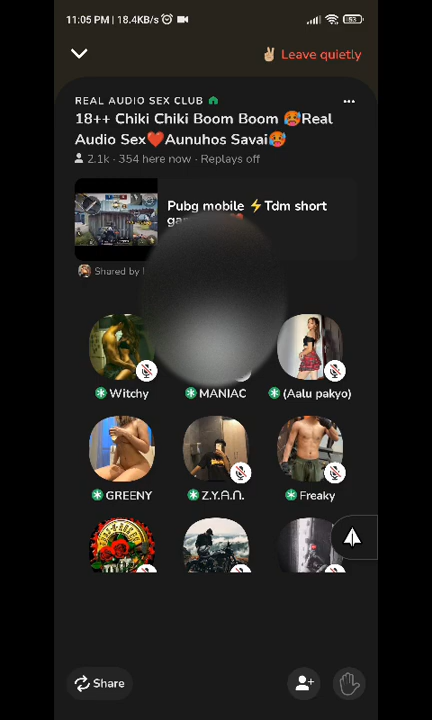 11:05 PM | 18.4KB/s
53
✌🏼 Leave quietly
REAL AUDIO SEX CLUB
18++ Chiki Chiki Boom Boom 🥵Real
Audio Sex❤️Aunuhos Savai🥵
2.1k · 354 here now · Replays off
Pubg mobile ⚡Tdm short
Shared by
Witchy
MANIAC
(Aalu pakyo)
GREENY
Z.Y.A.N.
Freaky
Share